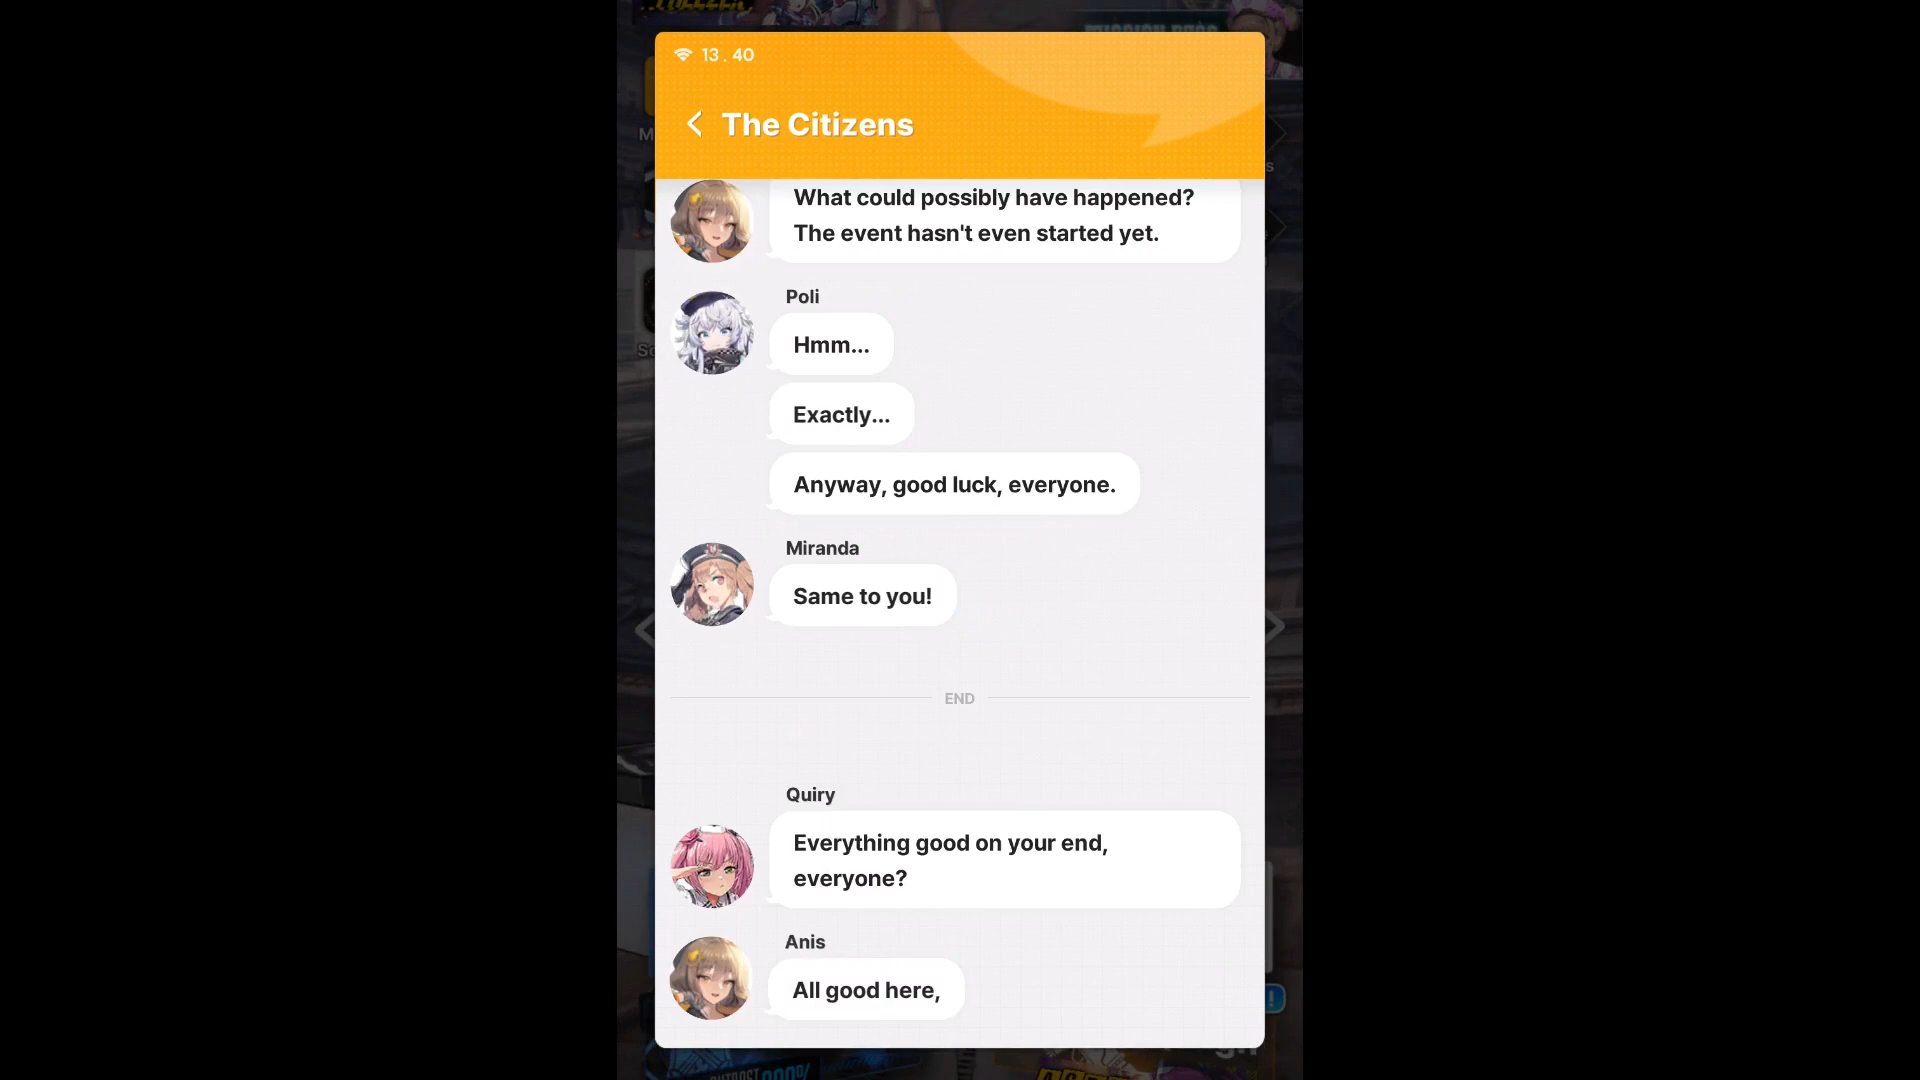 13 . 40
The Citizens
What could possibly have happened?
The event hasn't even started yet.
Poli
Hmm...
Exactly...
Anyway, good luck, everyone.
Miranda
Same to you!
END
Quiry
Everything good on your end,
everyone?
Anis
All good here,